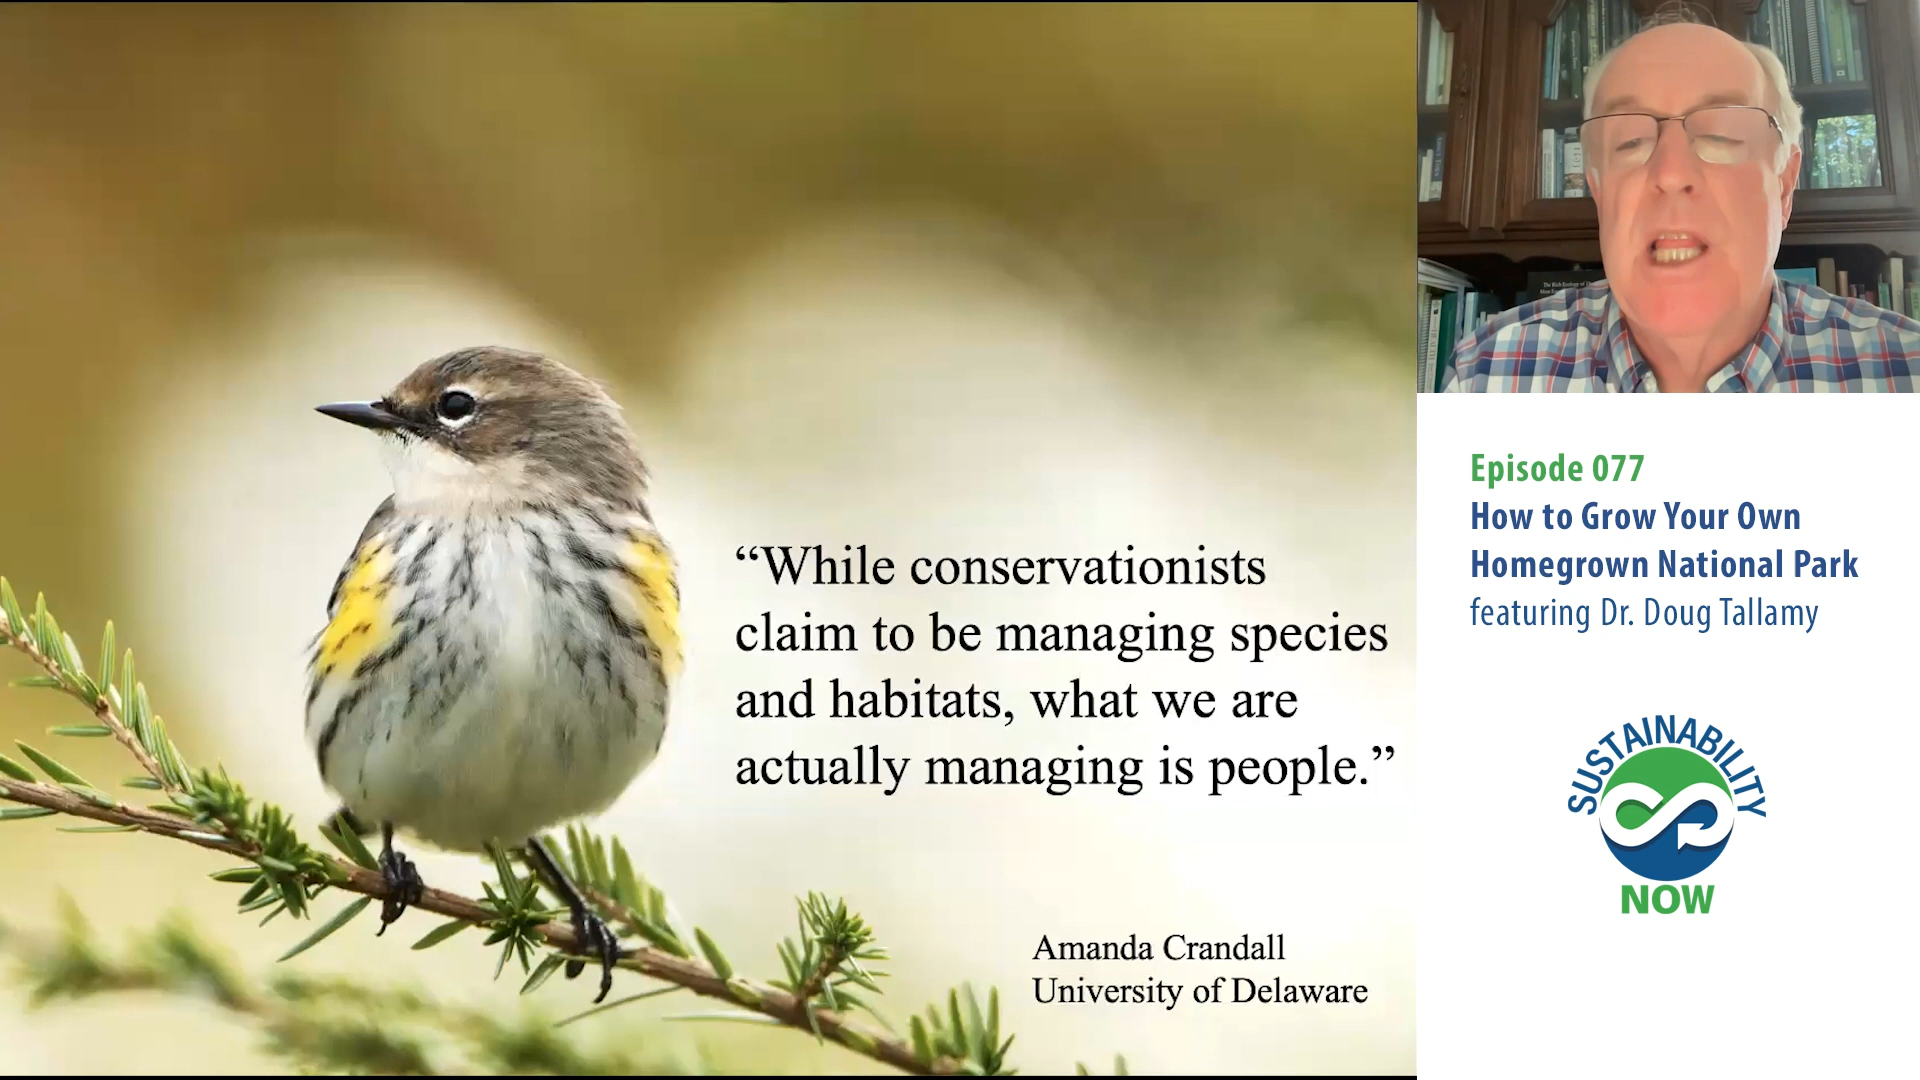 “While conservationists
claim to be managing species
and habitats, what we are
actually managing is people.”
Amanda Crandall
University of Delaware
Episode 077
How to Grow Your Own
Homegrown National Park
featuring Dr. Doug Tallamy
SUSTAINABILITY
NOW